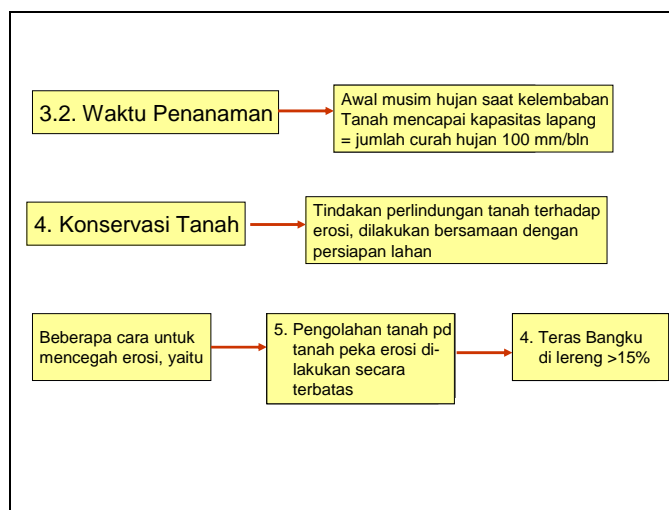 3.2. Waktu Penanaman
Awal musim hujan saat kelembaban
Tanah mencapai kapasitas lapang
= jumlah curah hujan 100 mm/bln
4. Konservasi Tanah
Tindakan perlindungan tanah terhadap
erosi, dilakukan bersamaan dengan
persiapan lahan
Beberapa cara untuk
mencegah erosi, yaitu
5. Pengolahan tanah pd
tanah peka erosi di-
lakukan secara
terbatas
4. Teras Bangku
di lereng >15%